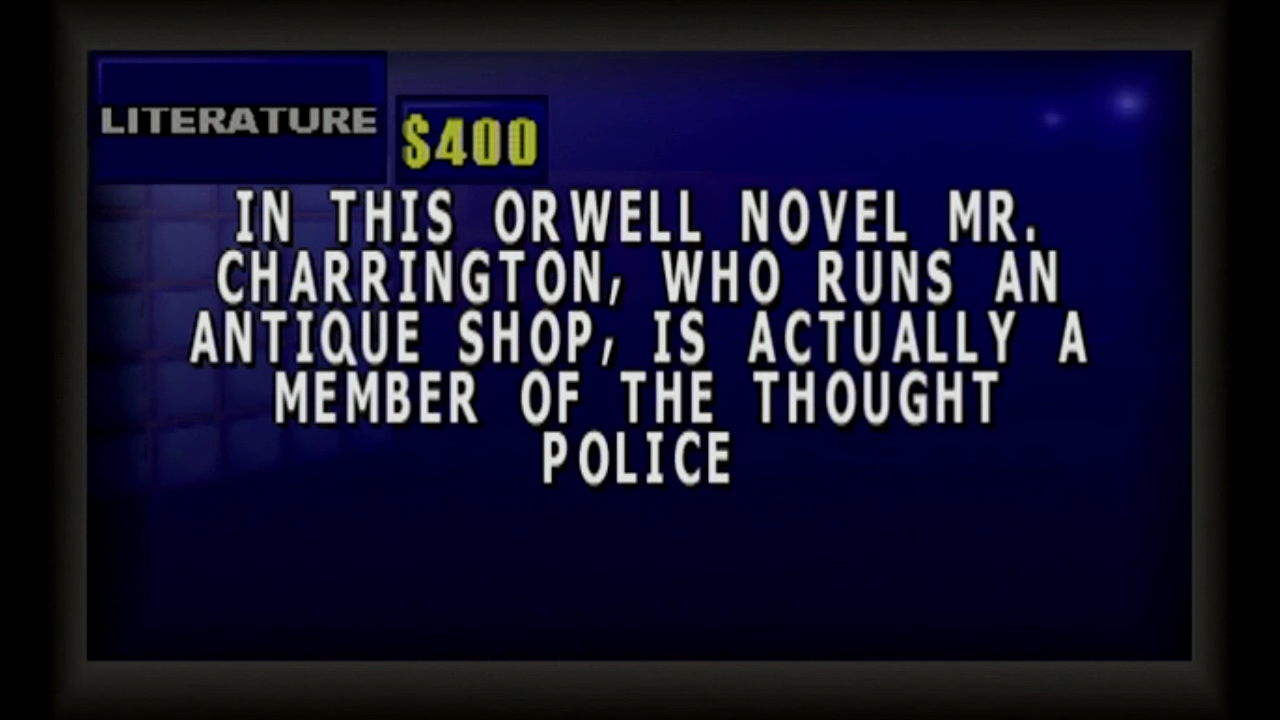 LITERATURE
$400
IN THIS ORWELL NOVEL MR.
CHARRINGTON, WHO RUNS AN
ANTIQUE SHOP, IS ACTUALLY A
MEMBER OF THE THOUGHT
POLICE